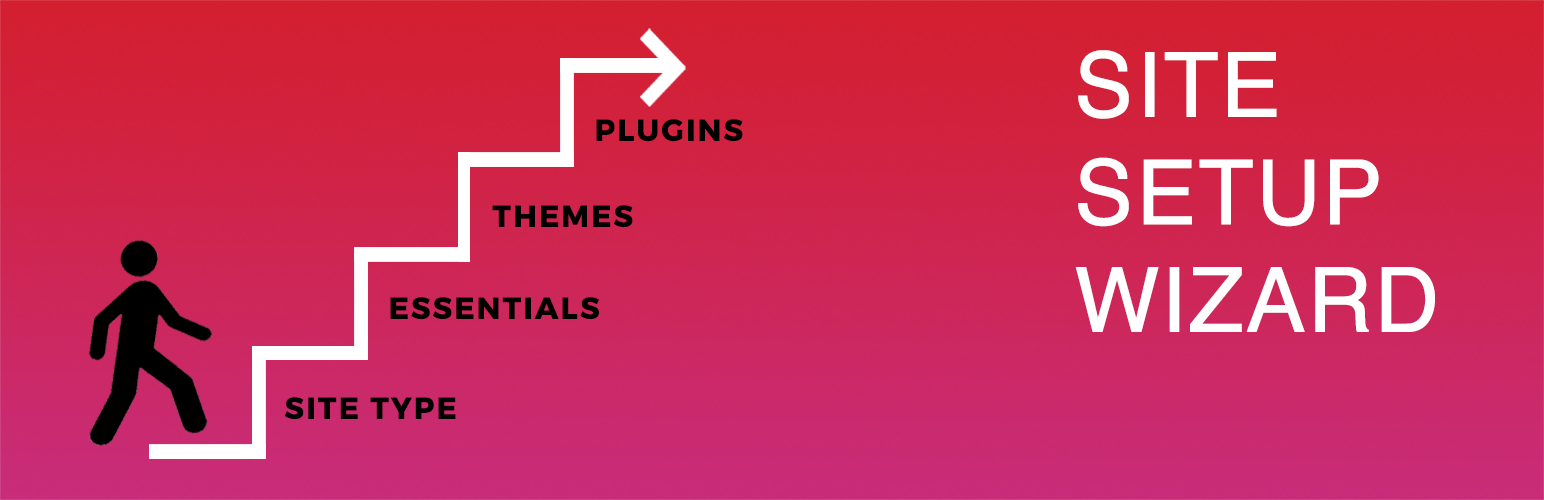 SITE
SETUP
WIZARD
PLUGINS
THEMES
ESSENTIALS
SITE TYPE